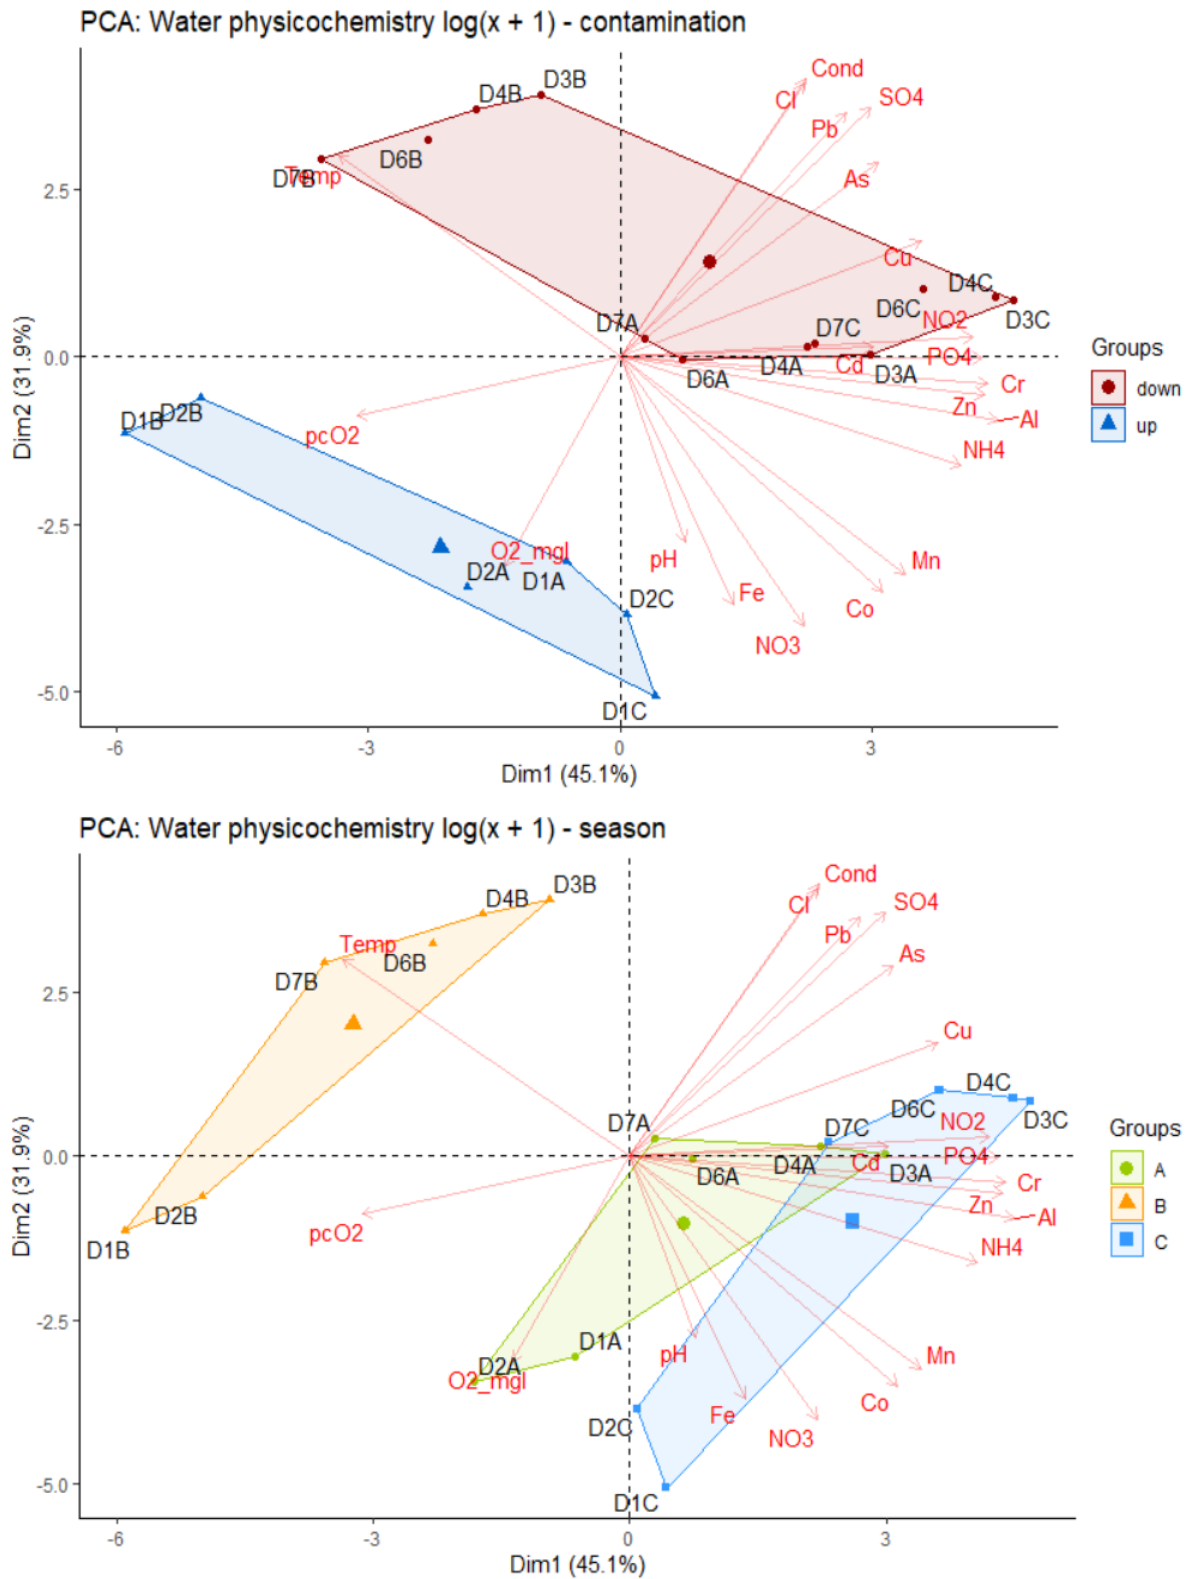 PCA: Water physicochemistry log(x + 1) - contamination
Cond
D3B
D4B
Cl
SO4
Pb
D6B
As
D7B
Temp
2.5
Cu
D4C
D6C
D3C
NO2
D7A
D7C
Groups
0.0
D4A
Cd
PO4
D3A
D6A
Cr
down
Zn
Al
up
D1B
D2B
pcO2
NH4
Dim2 (31.9%)
-2.5
O2_mgl
D2A
D1A
pH
Mn
Fe
D2C
Co
NO3
-5.0
D1C
-6
-3
0
3
Dim1 (45.1%)
PCA: Water physicochemistry log(x + 1) - season
Cond
D3B
D4B
Cl
SO4
Pb
Temp
D6B
As
D7B
2.5
Cu
D4C
D6C
D3C
NO2
D7A
D7C
Groups
0.0
D4A
Cd
PO4
D3A
D6A
A
Cr
Zn
B
D2B
Al
pcO2
D1B
NH4
C
Dim2 (31.9%)
-2.5
D1A
pH
Mn
D2A
O2_mgl
Co
Fe
D2C
NO3
-5.0
D1C
-6
-3
0
3
Dim1 (45.1%)